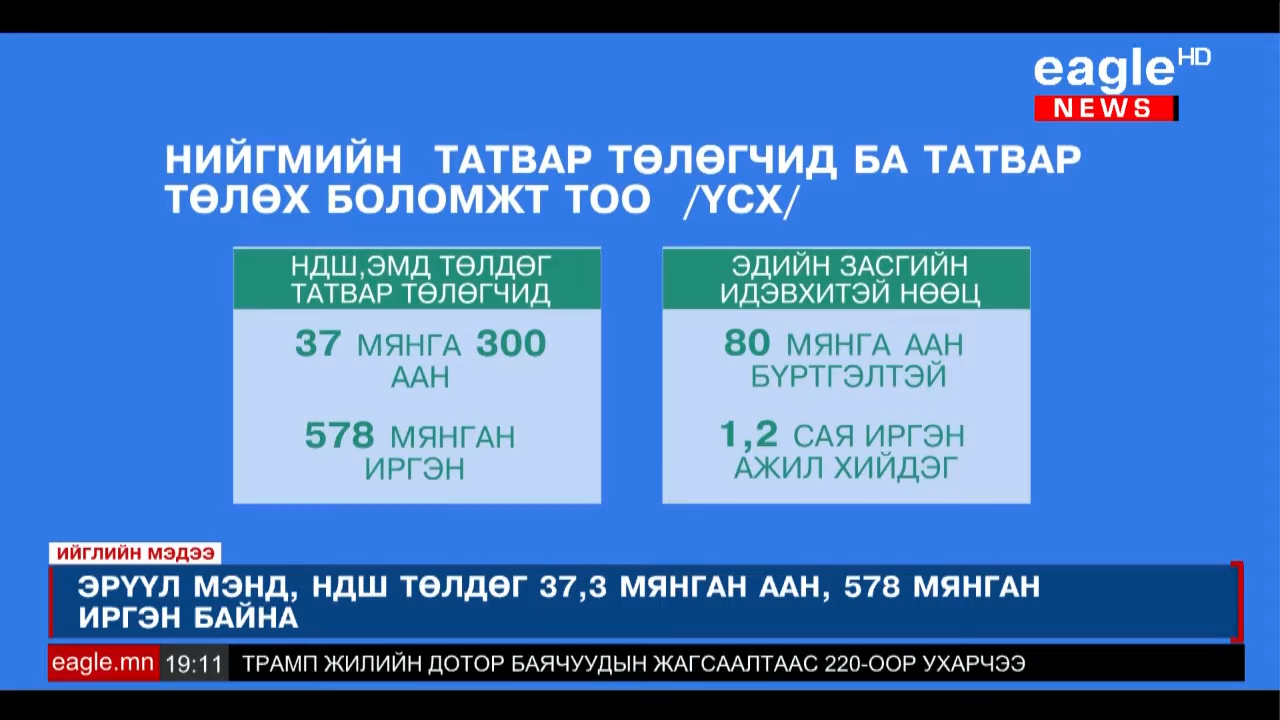 eagle HD
NEWS
НИЙГМИЙН ТАТВАР ТӨЛӨГЧИД БА ТАТВАР
ТӨЛӨХ БОЛОМЖТ ТОО /ҮСХ/
НДШ,ЭМД ТӨЛДӨГ
ТАТВАР ТӨЛӨГЧИД
37 МЯНГА 300
ААН
578 МЯНГАН
ИРГЭН
ЭДИЙН ЗАСГИЙН
ИДЭВХИТЭЙ НӨӨЦ
80 МЯНГА ААН
БҮРТГЭЛТЭЙ
1,2 САЯ ИРГЭН
АЖИЛ ХИЙДЭГ
ИЙГЛИЙН МЭДЭЭ
ЭРҮҮЛ МЭНД, НДШ ТӨЛДӨГ 37,3 МЯНГАН ААН, 578 МЯНГАН
ИРГЭН БАЙНА
eagle.mn 19:11 ТРАМП ЖИЛИЙН ДОТОР БАЯЧУУДЫН ЖАГСААЛТААС 220-ООР УХАРЧЭЭ